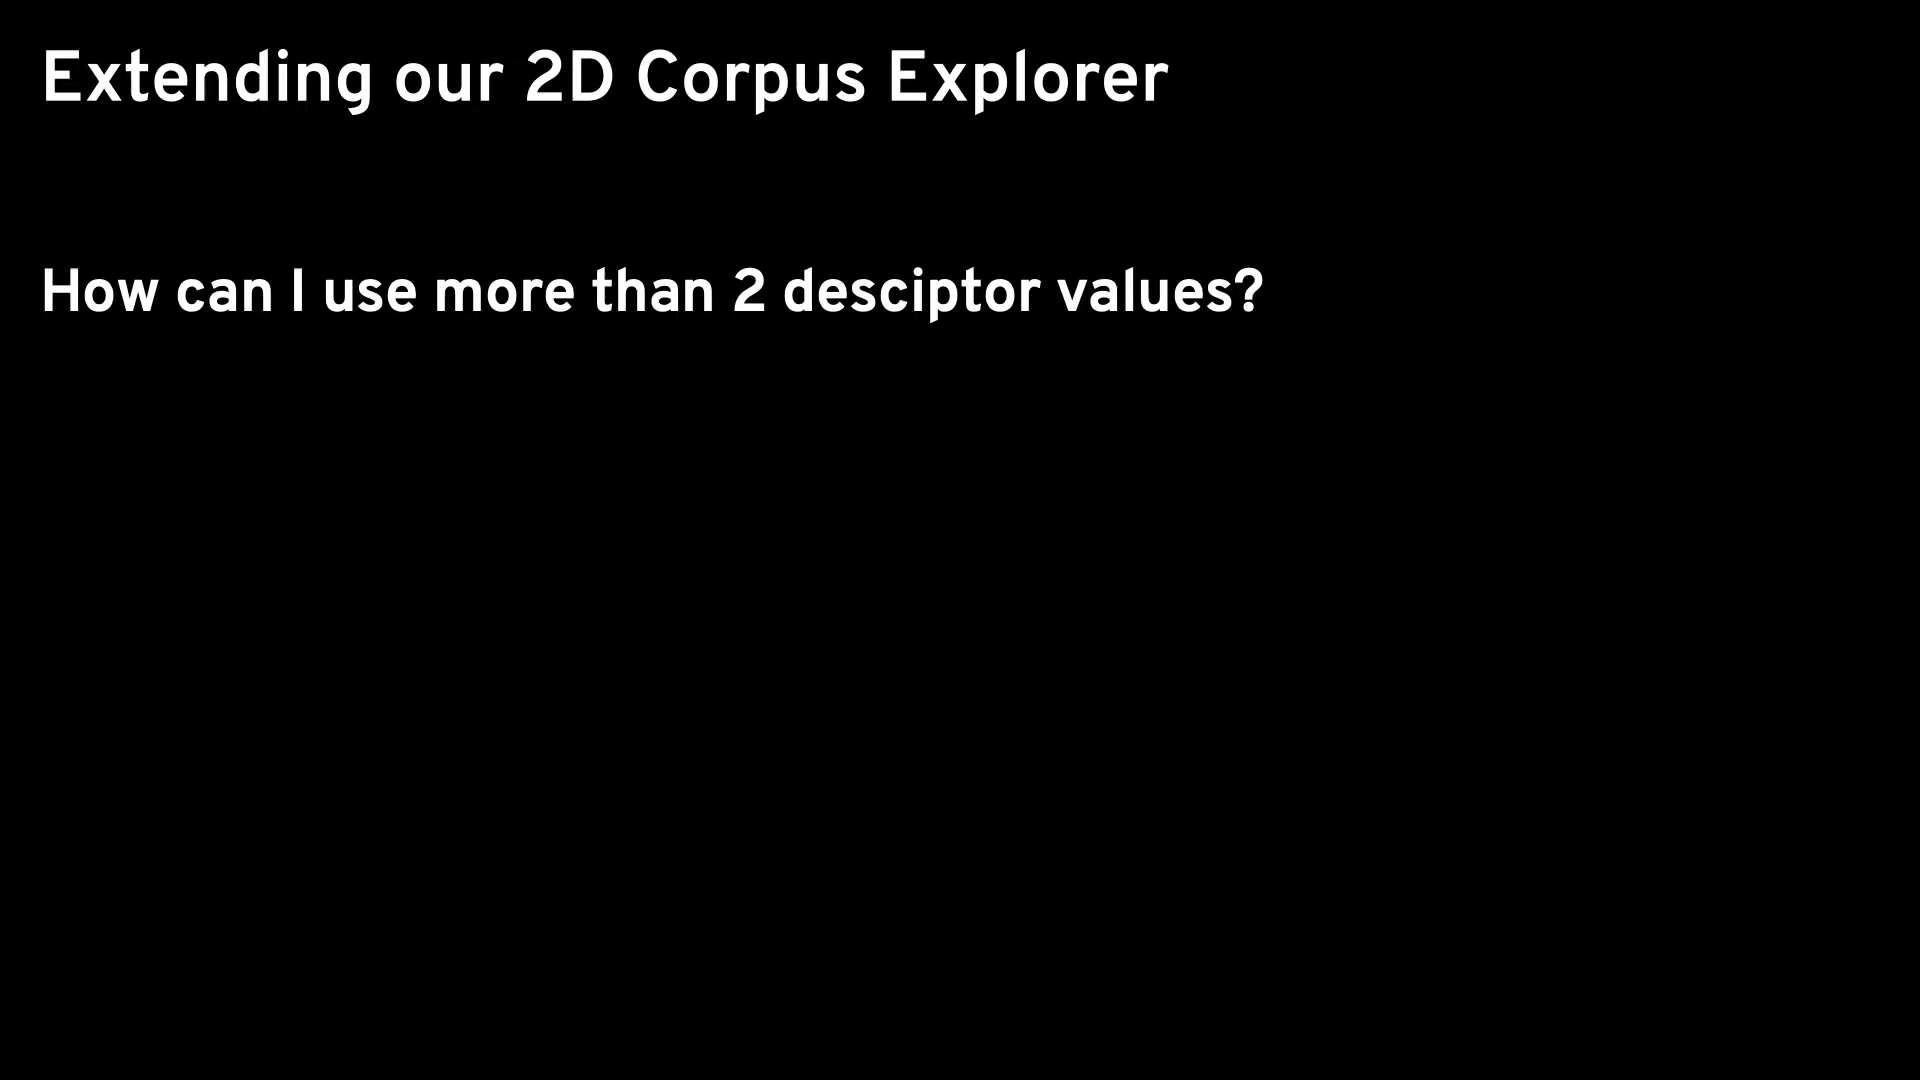 Extending our 2D Corpus Explorer
How can I use more than 2 desciptor values?